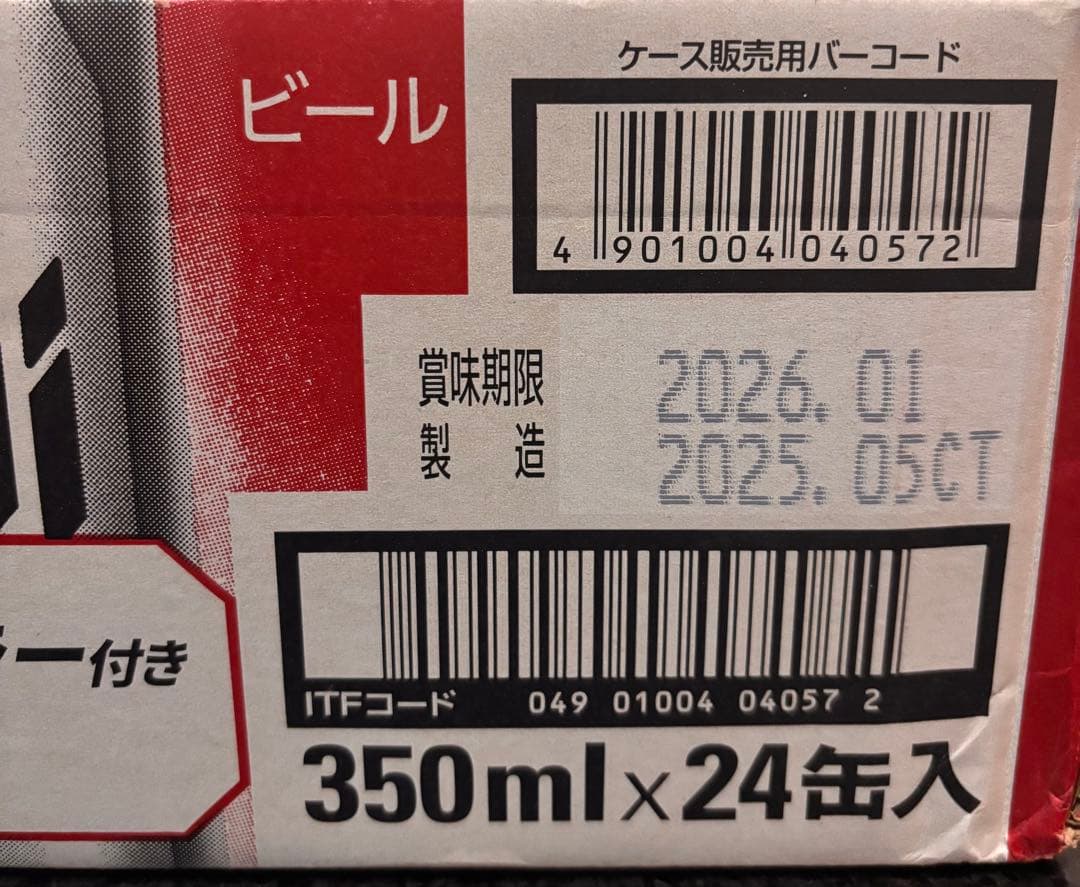 ビール
ケース販売用バーコード
4 901004 040572
賞味期限 2026.01
製造 2025.05CT
ー付き
ITFコード 049 01004 04057 2
350ml×24缶入